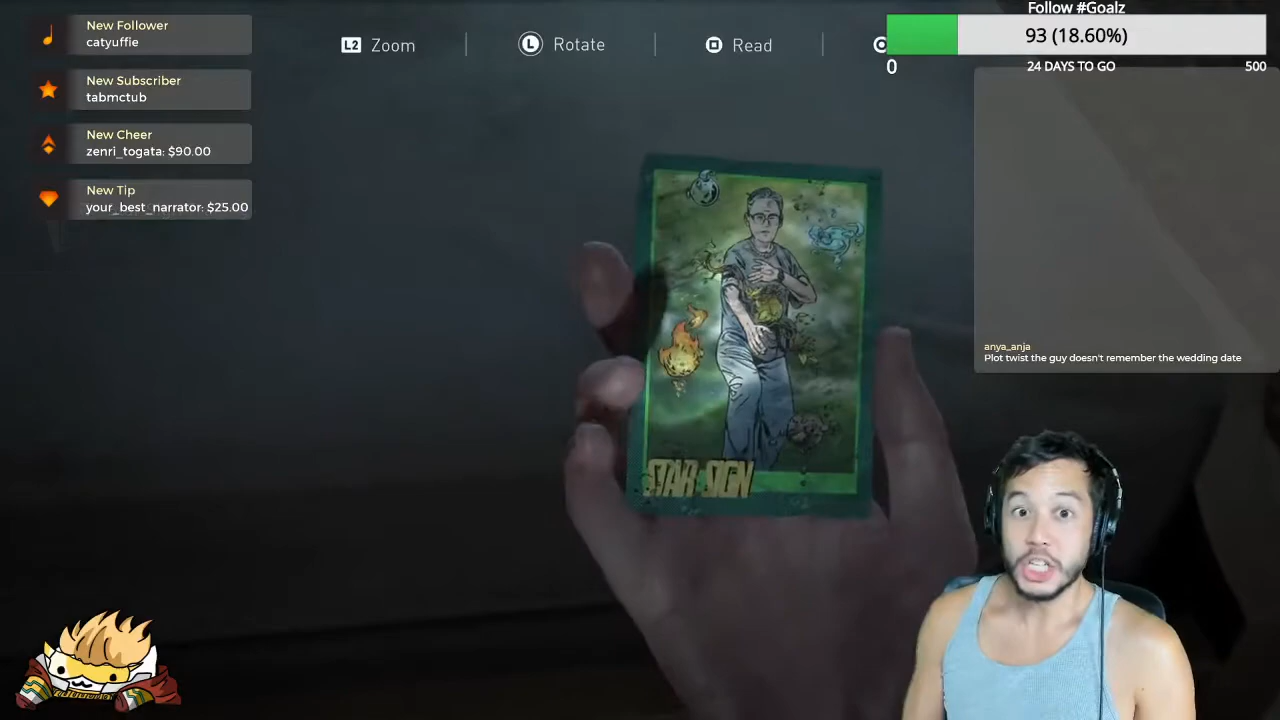 New Follower
catyuffie
New Subscriber
tabmctub
New Cheer
zenri_togata: $90.00
New Tip
your_best_narrator: $25.00
L2 Zoom
L Rotate
Read
Follow #Goalz
93 (18.60%)
0
24 DAYS TO GO
500
anya_anja
Plot twist the guy doesn't remember the wedding date
STAR SIGN